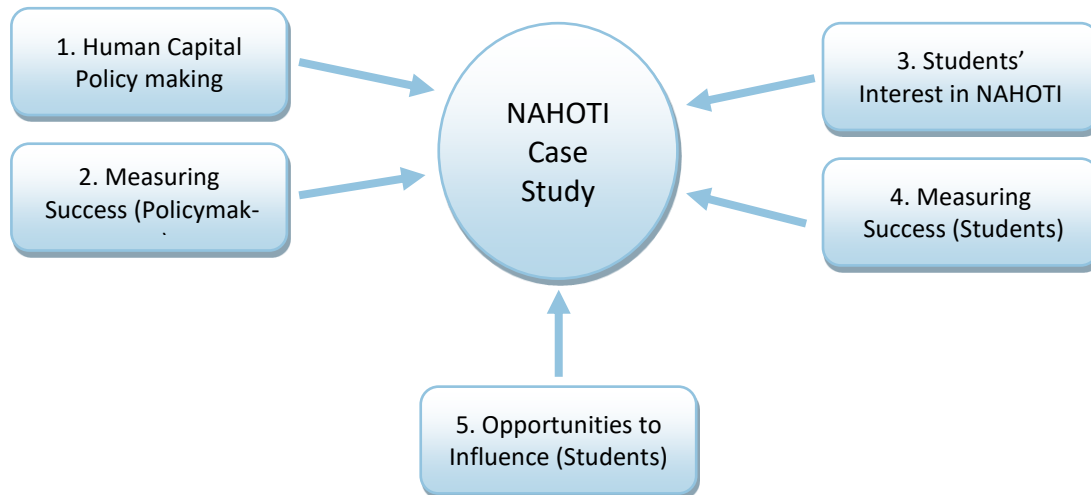 1. Human Capital
Policy making
2. Measuring
Success (Policymak-
NAHOTI
Case
Study
3. Students’
Interest in NAHOTI
4. Measuring
Success (Students)
5. Opportunities to
Influence (Students)